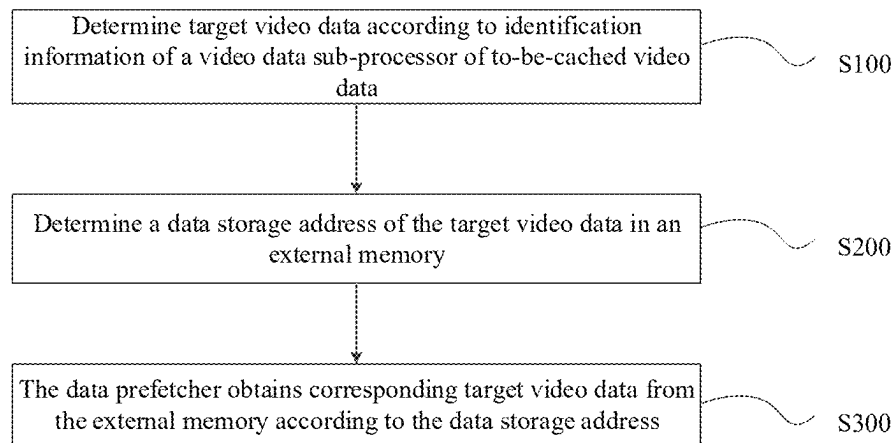 Determine target video data according to identification
information of a video data sub-processor of to-be-cached video
data
S100
Determine a data storage address of the target video data in an
external memory
S200
The data prefetcher obtains corresponding target video data from
the external memory according to the data storage address
S300